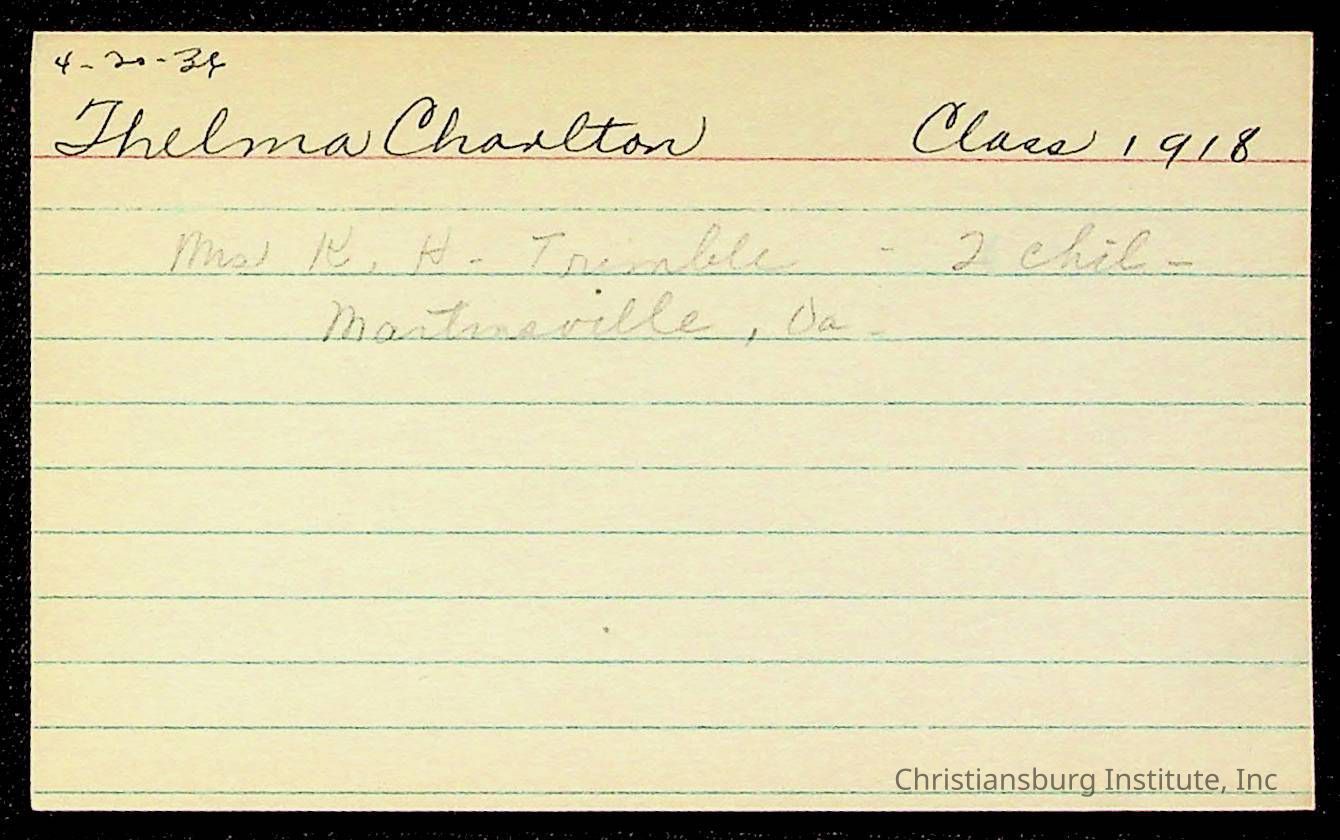 4-20-34
Thelma Charlton Class 1918
Mrs K. H. Trimble - 2 chil-
Martinsville, Va.
Christiansburg Institute, Inc